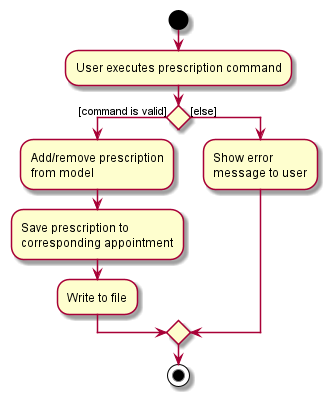 User executes prescription command
[command is valid]
[else]
Add/remove prescription
from model
Show error
message to user
Save prescription to
corresponding appointment
Write to file